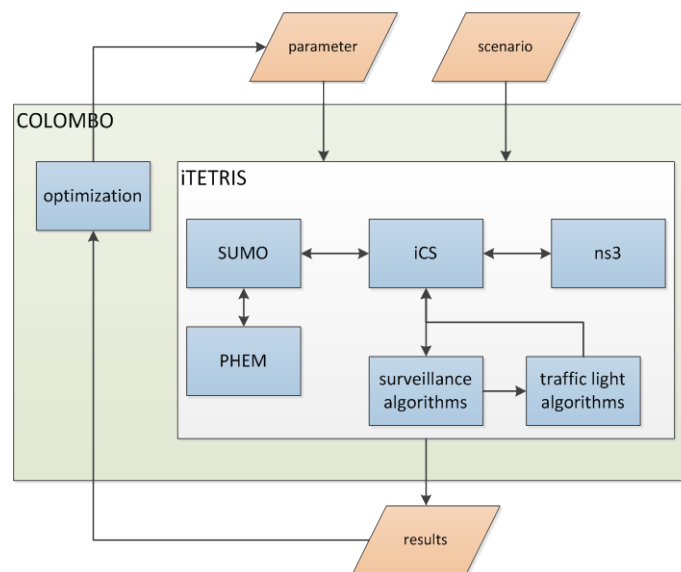 parameter
scenario
COLOMBO
optimization
iTETRIS
SUMO
iCS
ns3
PHEM
surveillance
algorithms
traffic light
algorithms
results